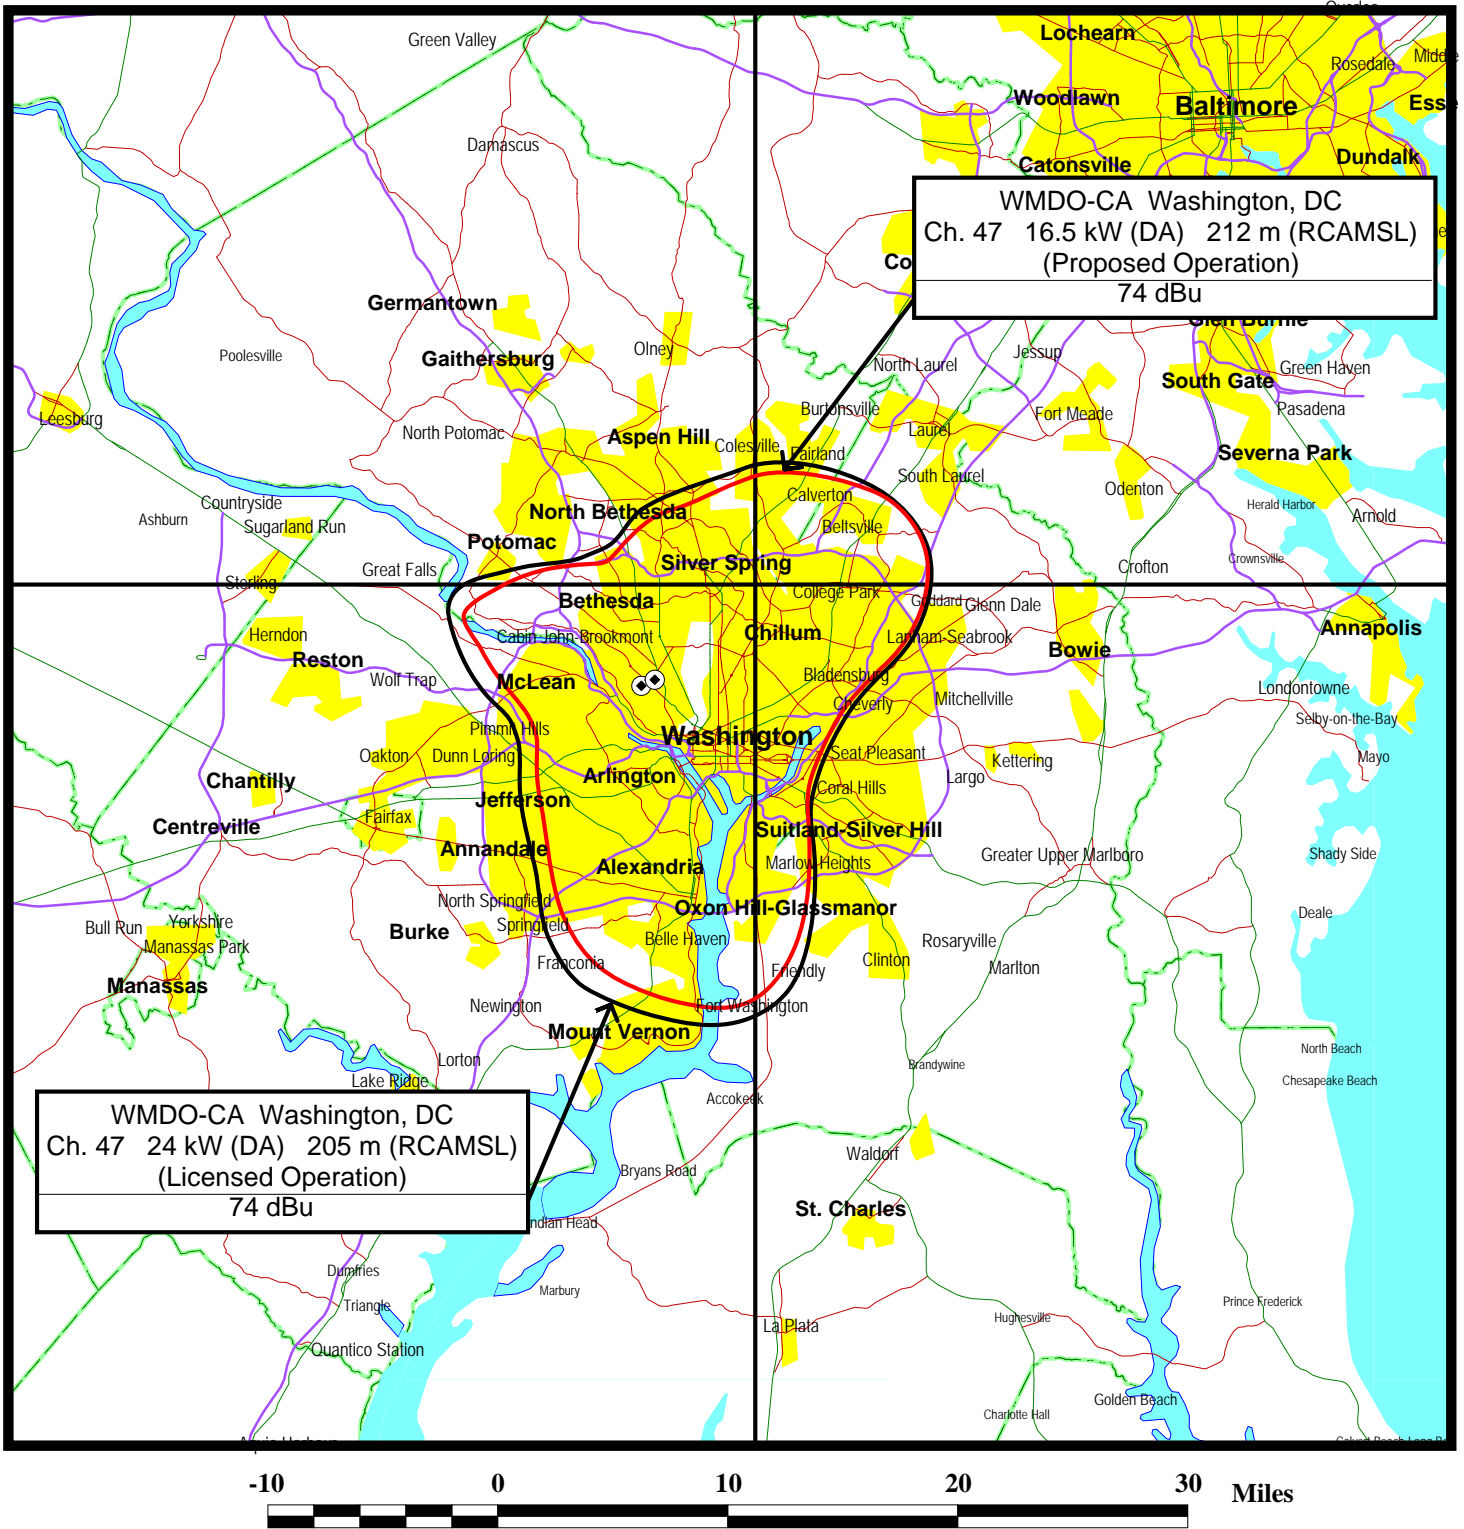 Green Valley
Lochearn
Rosedale
Woodlawn
Baltimore
Damascus
Catonsville
Dundalk
WMDO-CA Washington, DC
Ch. 47 16.5 kW (DA) 212 m (RCAMSL)
(Proposed Operation)
74 dBu
Germantown
Glen Burnie
Poolesville
Olney
Gaithersburg
North Laurel
Jessup
Green Haven
South Gate
Leesburg
Burtonsville
Fort Meade
Pasadena
North Potomac
Aspen Hill
Colesville
Fairland
Laurel
Severna Park
South Laurel
Countryside
Calverton
Odenton
Herald Harbor
Ashburn
Sugarland Run
North Bethesda
Beltsville
Arnold
Potomac
Great Falls
Silver Spring
Crofton
Crownsville
Sterling
Bethesda
College Park
Goddard
Glenn Dale
Herndon
Cabin John-Brookmont
Chillum
Lanham-Seabrook
Annapolis
Reston
Bowie
Wolf Trap
McLean
Bladensburg
Londontowne
Mitchellville
Cheverly
Selby-on-the-Bay
Pimmit Hills
Washington
Oakton
Dunn Loring
Seat Pleasant
Kettering
Mayo
Chantilly
Arlington
Largo
Jefferson
Coral Hills
Centreville
Fairfax
Suitland-Silver Hill
Annandale
Greater Upper Marlboro
Shady Side
Alexandria
Marlow Heights
North Springfield
Oxon Hill-Glassmanor
Deale
Bull Run
Yorkshire
Springfield
Manassas Park
Burke
Belle Haven
Rosaryville
Franconia
Clinton
Friendly
Marlton
Manassas
Newington
Fort Washington
Mount Vernon
North Beach
Lorton
Brandywine
Lake Ridge
Chesapeake Beach
Accokeek
WMDO-CA Washington, DC
Ch. 47 24 kW (DA) 205 m (RCAMSL)
(Licensed Operation)
74 dBu
Waldorf
Bryans Road
St. Charles
ndian Head
Dumfries
Marbury
Triangle
Prince Frederick
Hughesville
La Plata
Quantico Station
Golden Beach
Charlotte Hall
-10 0 10 20 30 Miles